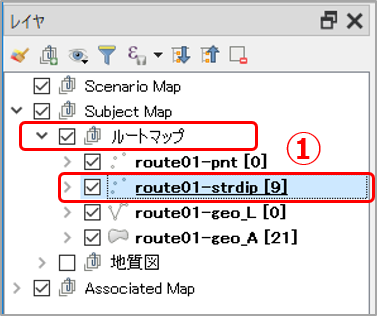 レイヤ
Scenario Map
Subject Map
ルートマップ
①
route01-pnt [0]
route01-strdip [9]
route01-geo_L [0]
route01-geo_A [21]
地質図
Associated Map